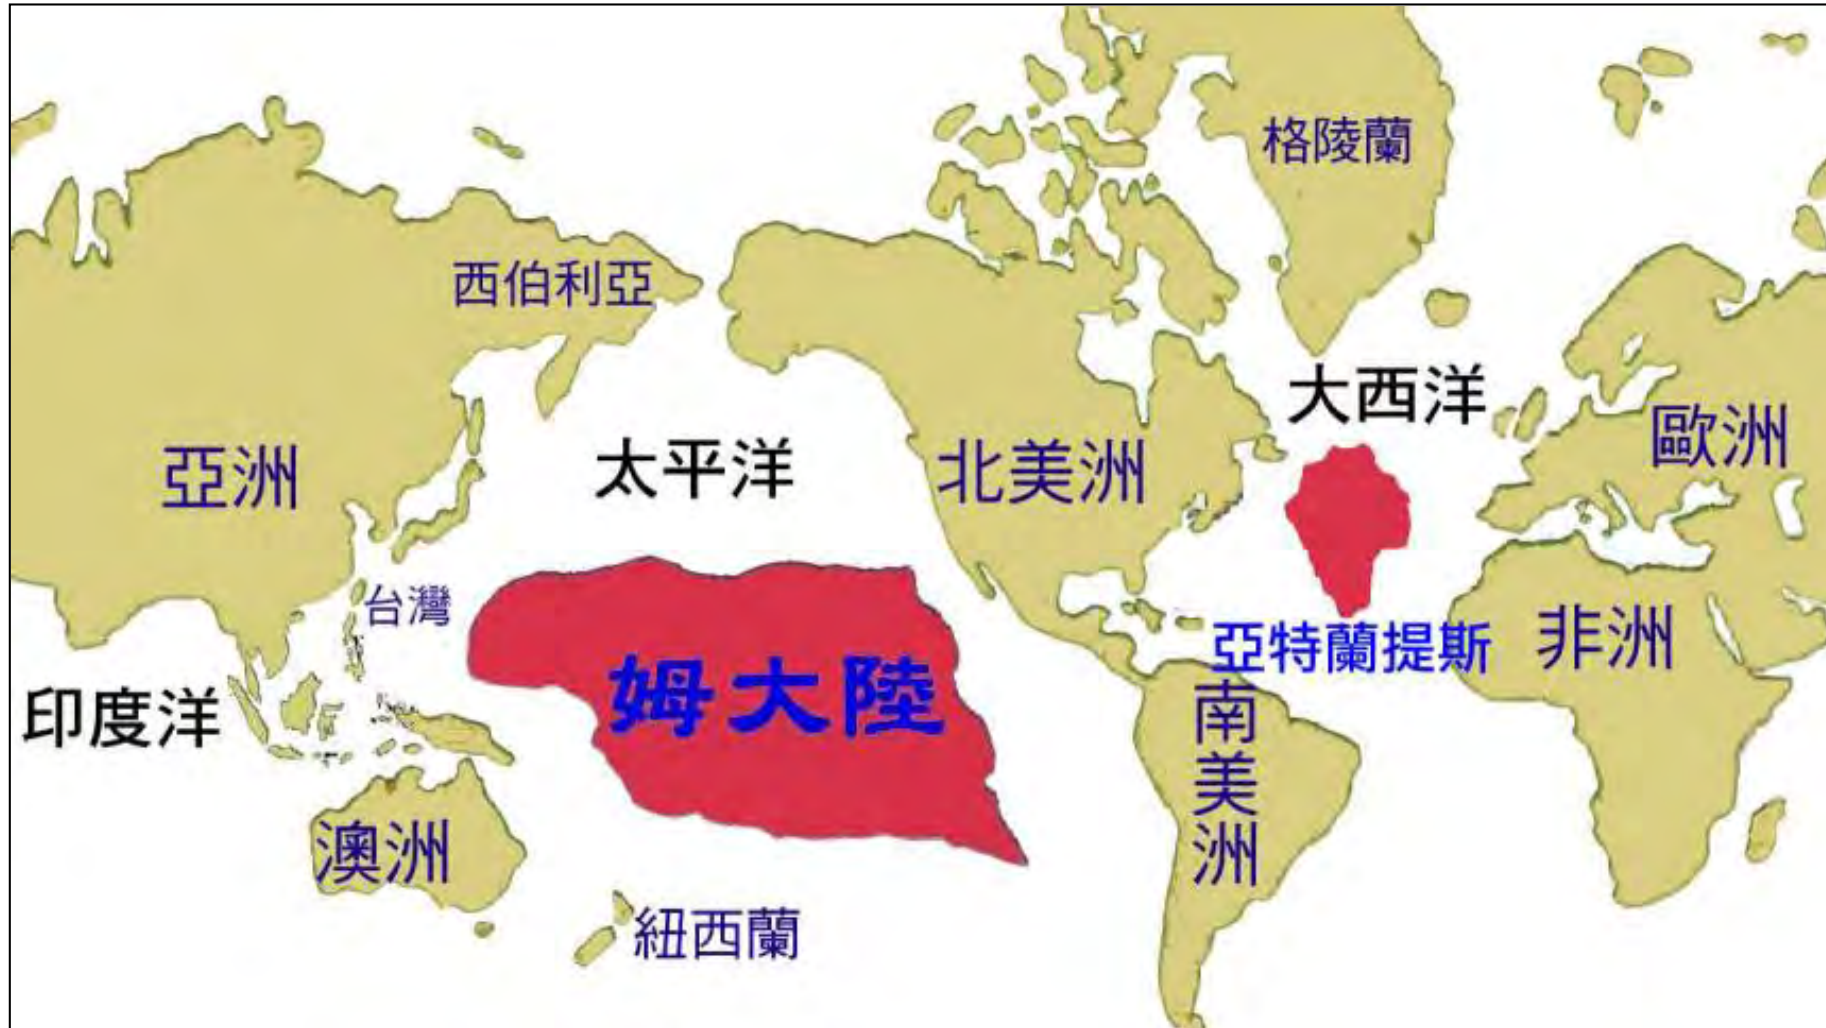 格陵蘭
西伯利亞
大西洋
歐洲
太平洋
北美洲
亞洲
台灣
亞特蘭提斯
非洲
姆大陸
印度洋
南美洲
澳洲
紐西蘭